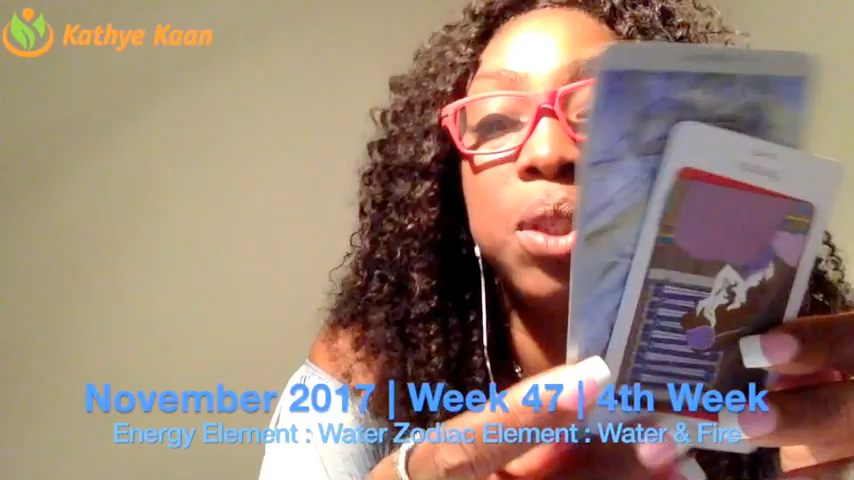 Kathye Kaan
November 2017 | Week 47 | 4th Week
Energy Element : Water Zodiac Element : Water & Fire